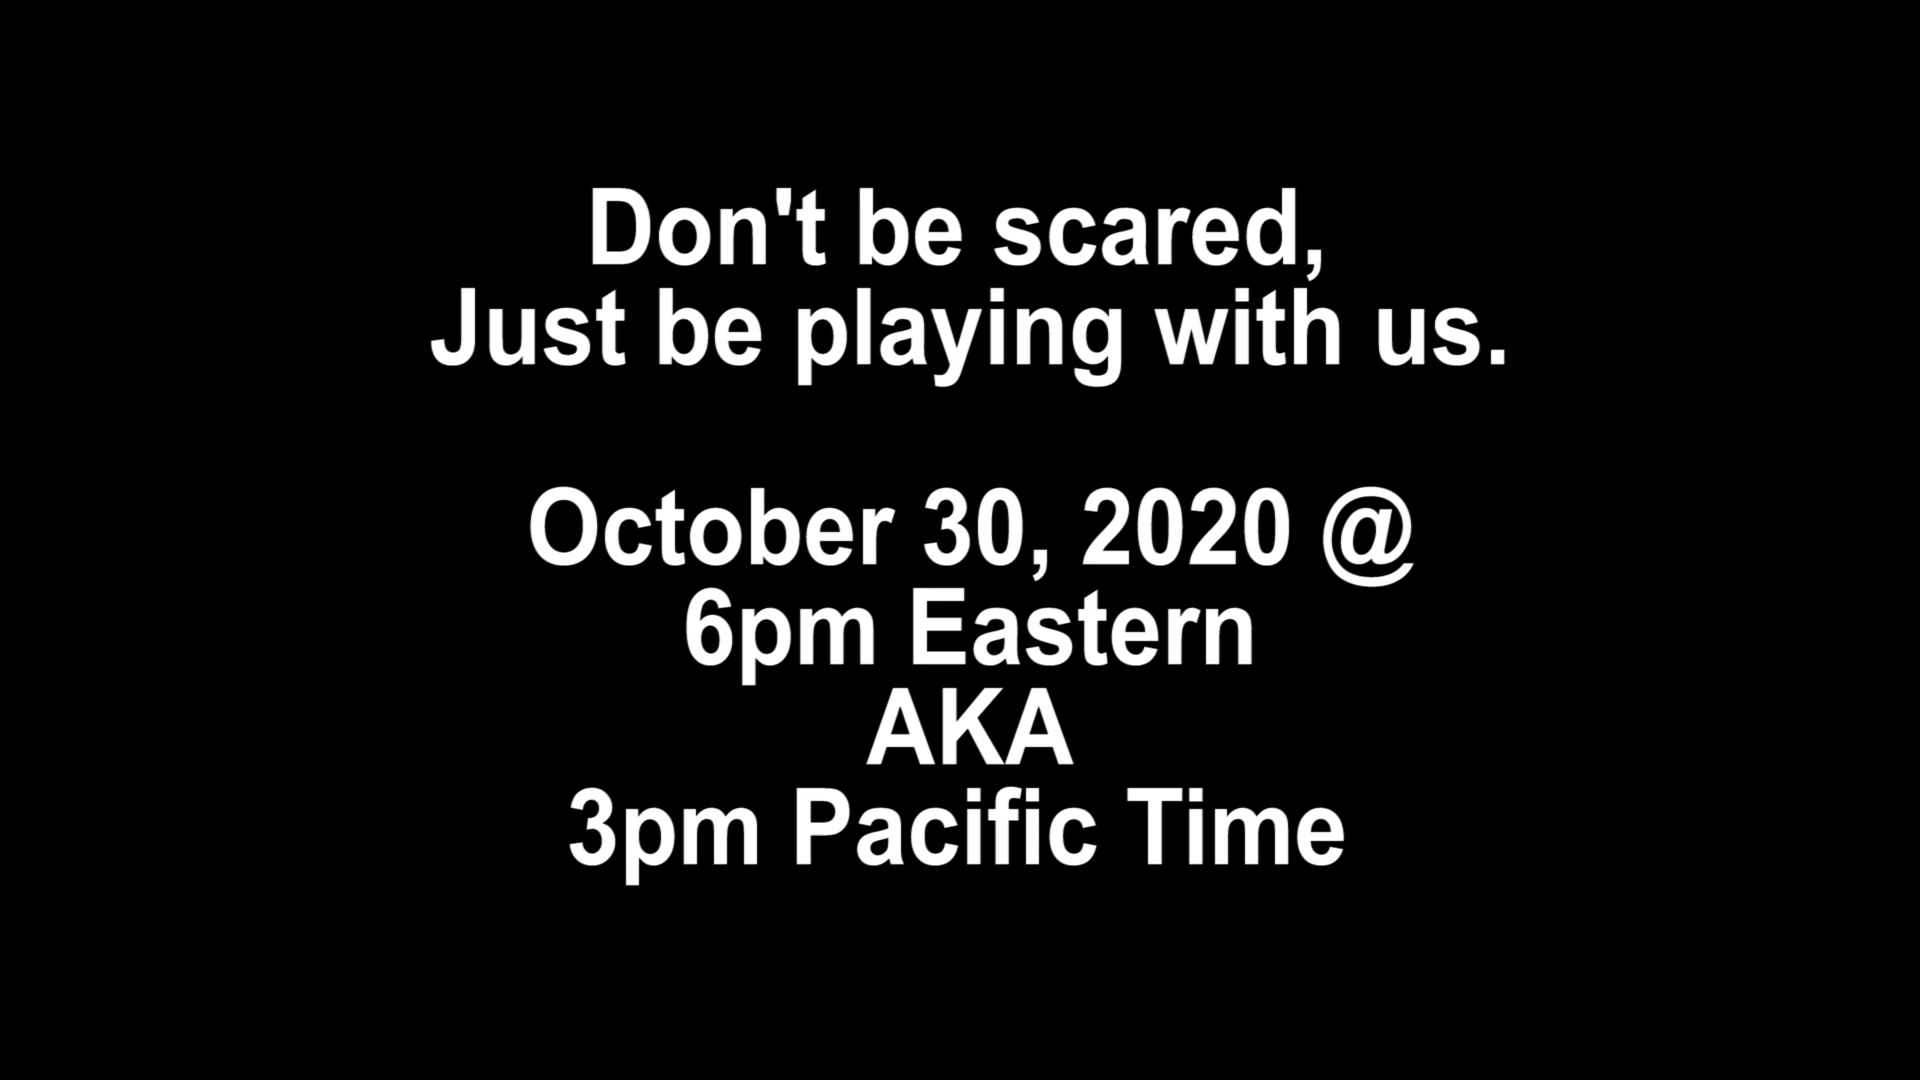 Don't be scared,
Just be playing with us.
October 30, 2020 @
6pm Eastern
AKA
3pm Pacific Time